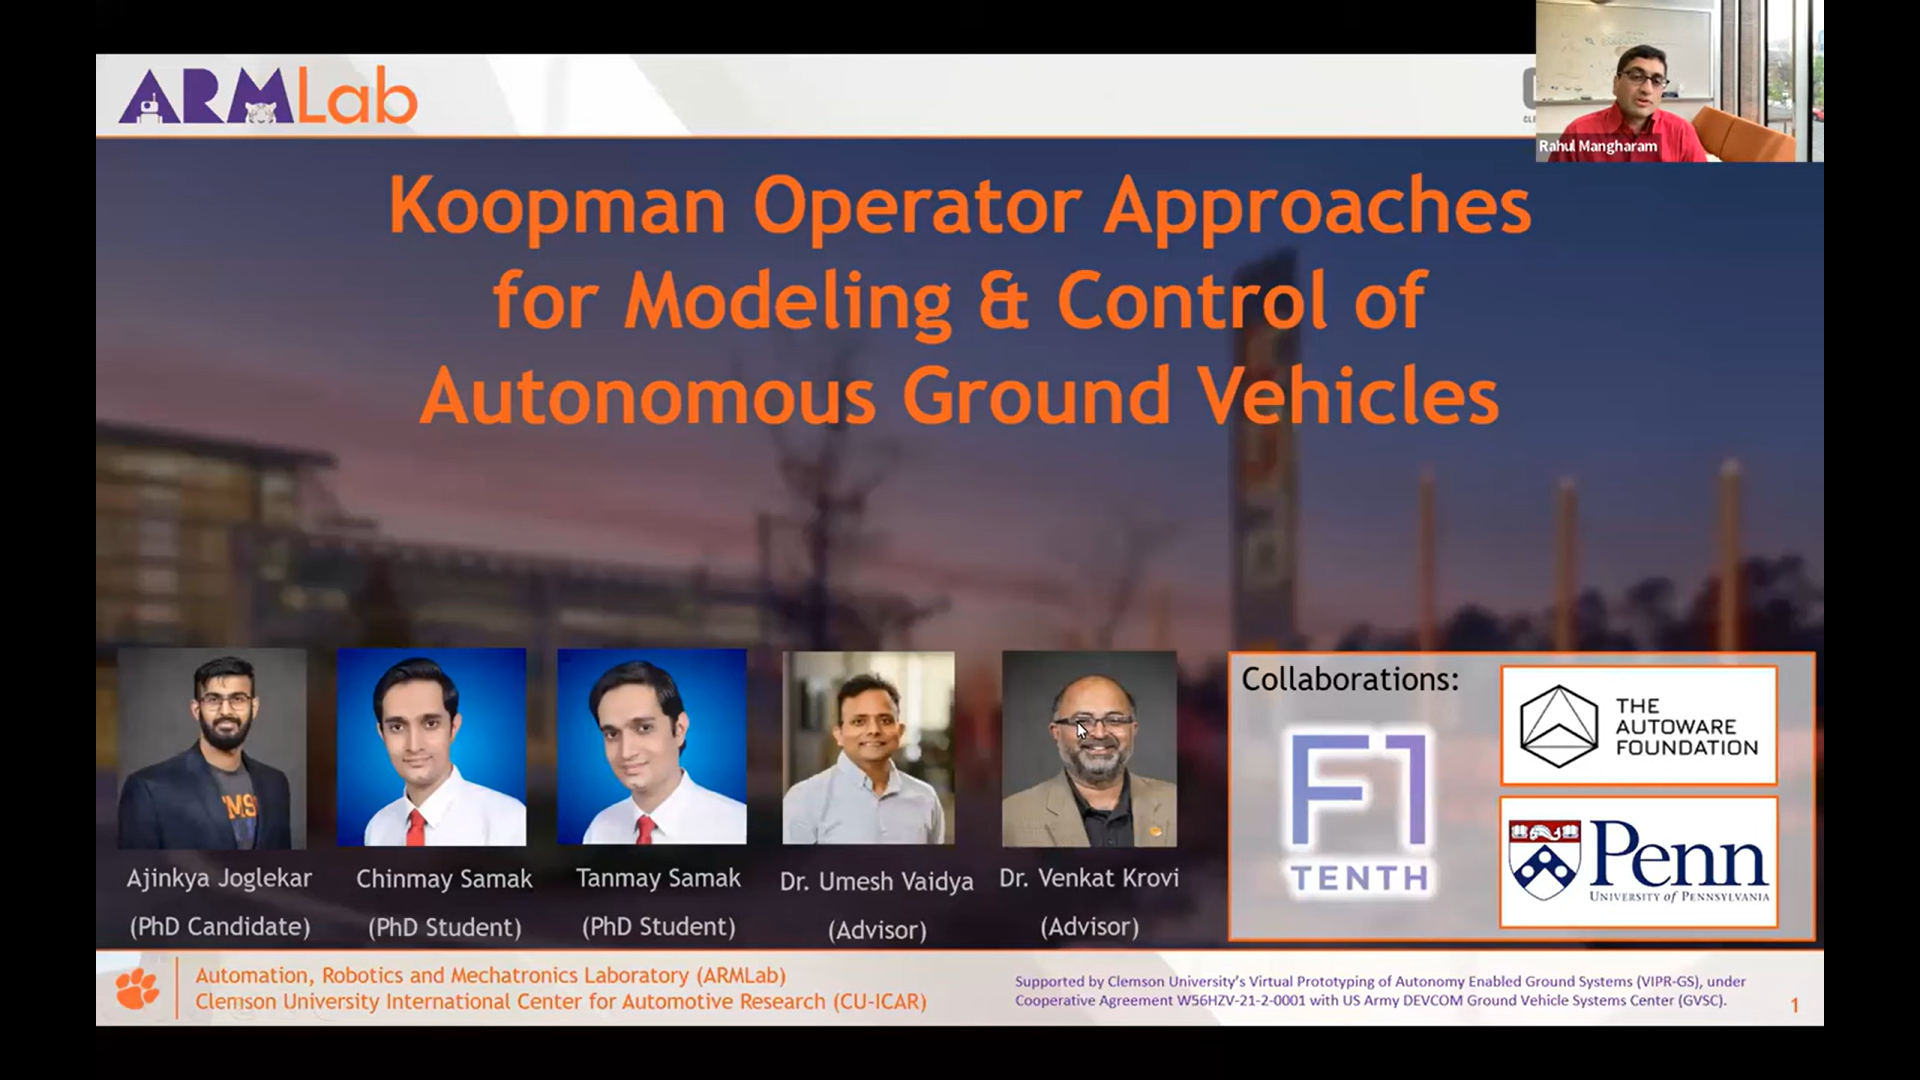 ARMLab
Rahul Mangharam
Koopman Operator Approaches
for Modeling & Control of
Autonomous Ground Vehicles
Collaborations:
THE
AUTOWARE
FOUNDATION
F1
TENTH
Penn
UNIVERSITY of PENNSYLVANIA
Ajinkya Joglekar
(PhD Candidate)
Chinmay Samak
(PhD Student)
Tanmay Samak
(PhD Student)
Dr. Umesh Vaidya
(Advisor)
Dr. Venkat Krovi
(Advisor)
Automation, Robotics and Mechatronics Laboratory (ARMLab)
Clemson University International Center for Automotive Research (CU-ICAR)
Supported by Clemson University's Virtual Prototyping of Autonomy Enabled Ground Systems (VIPR-GS), under
Cooperative Agreement W56HZV-21-2-0001 with US Army DEVCOM Ground Vehicle Systems Center (GVSC).
1